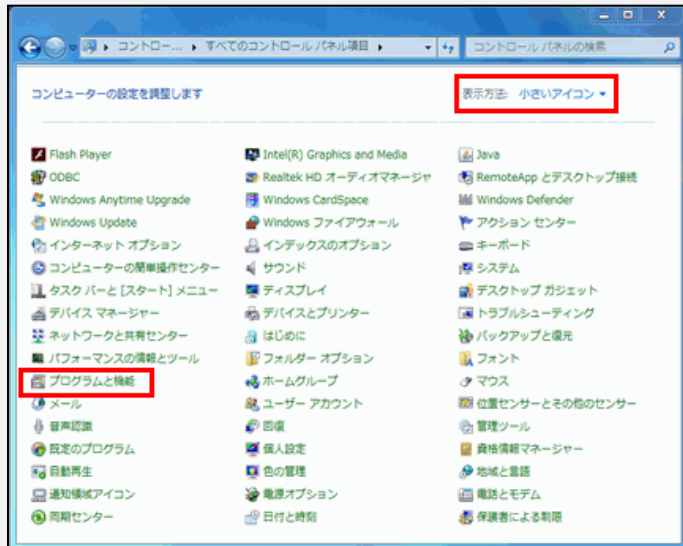 コントロー... ▸ すべてのコントロール パネル項目 ▸
コントロール パネルの検索
コンピューターの設定を調整します
表示方法: 小さいアイコン
Flash Player
Intel(R) Graphics and Media
Java
ODBC
Realtek HD オーディオマネージャ
RemoteApp とデスクトップ接続
Windows Anytime Upgrade
Windows CardSpace
Windows Defender
Windows Update
Windows ファイアウォール
アクション センター
インターネット オプション
インデックスのオプション
キーボード
コンピューターの簡単操作センター
サウンド
システム
タスク バーと [スタート] メニュー
ディスプレイ
デスクトップ ガジェット
デバイス マネージャー
デバイスとプリンター
トラブルシューティング
ネットワークと共有センター
はじめに
バックアップと復元
パフォーマンスの情報とツール
フォルダー オプション
フォント
プログラムと機能
ホームグループ
マウス
メール
ユーザー アカウント
位置センサーとその他のセンサー
音声認識
回復
管理ツール
既定のプログラム
個人設定
資格情報マネージャー
自動再生
色の管理
地域と言語
通知領域アイコン
電源オプション
電話とモデム
同期センター
日付と時刻
保護者による制限